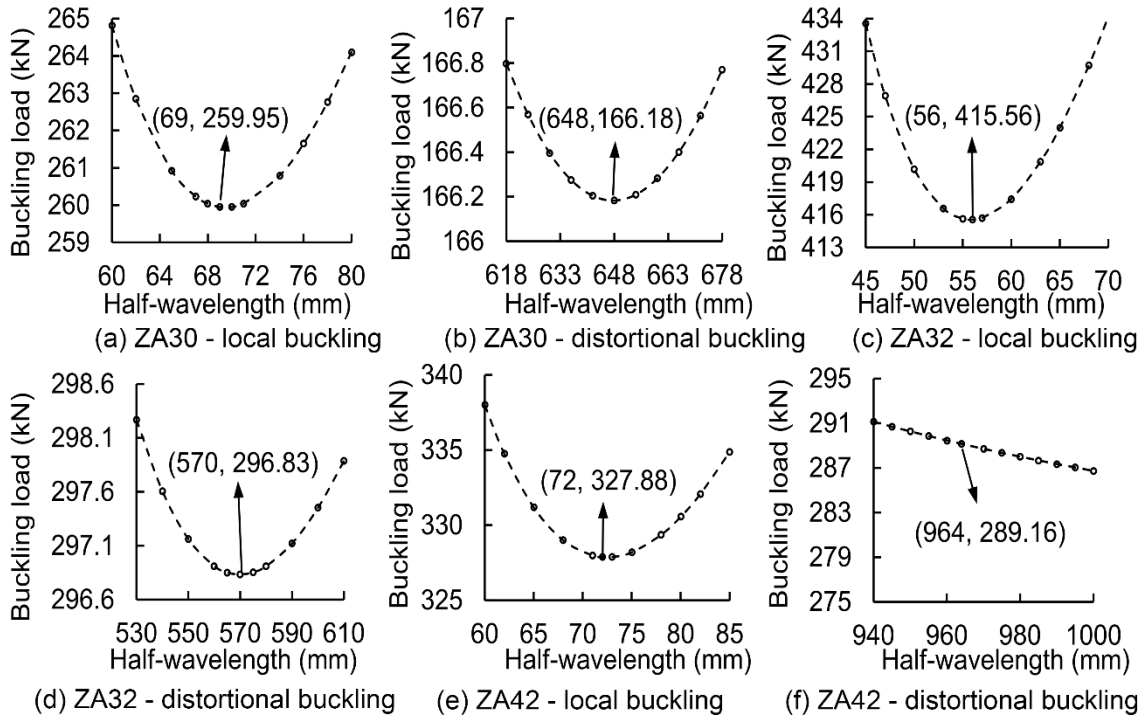 Buckling load (kN)
265
264
263
262
261
260
259
(69, 259.95)
60 64 68 72 76 80
Half-wavelength (mm)
(a) ZA30 - local buckling
Buckling load (kN)
167
166.8
166.6
166.4
166.2
166
(648,166.18)
618 633 648 663 678
Half-wavelength (mm)
(b) ZA30 - distortional buckling
Buckling load (kN)
434
431
428
425
422
419
416
413
(56, 415.56)
45 50 55 60 65 70
Half-wavelength (mm)
(c) ZA32 - local buckling
Buckling load (kN)
298.6
298.1
297.6
297.1
296.6
(570, 296.83)
530 550 570 590 610
Half-wavelength (mm)
(d) ZA32 - distortional buckling
Buckling load (kN)
340
335
330
325
(72, 327.88)
60 65 70 75 80 85
Half-wavelength (mm)
(e) ZA42 - local buckling
Buckling load (kN)
295
291
287
283
279
275
(964, 289.16)
940 960 980 1000
Half-wavelength (mm)
(f) ZA42 - distortional buckling